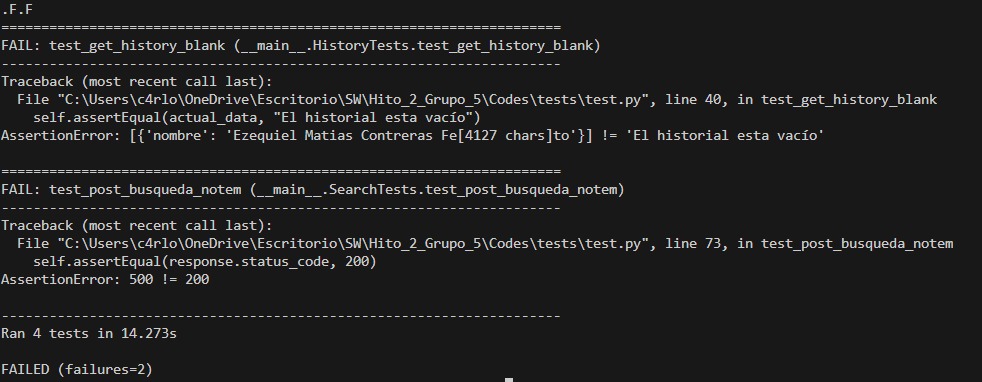 .F.F
======================================================================
FAIL: test_get_history_blank (__main__.HistoryTests.test_get_history_blank)
----------------------------------------------------------------------
Traceback (most recent call last):
  File "C:\Users\c4rlo\OneDrive\Escritorio\SW\Hito_2_Grupo_5\Codes\tests\test.py", line 40, in test_get_history_blank
    self.assertEqual(actual_data, "El historial esta vacío")
AssertionError: [{'nombre': 'Ezequiel Matias Contreras Fe[4127 chars]to'}] != 'El historial esta vacío'

======================================================================
FAIL: test_post_busqueda_notem (__main__.SearchTests.test_post_busqueda_notem)
----------------------------------------------------------------------
Traceback (most recent call last):
  File "C:\Users\c4rlo\OneDrive\Escritorio\SW\Hito_2_Grupo_5\Codes\tests\test.py", line 73, in test_post_busqueda_notem
    self.assertEqual(response.status_code, 200)
AssertionError: 500 != 200

----------------------------------------------------------------------
Ran 4 tests in 14.273s

FAILED (failures=2)